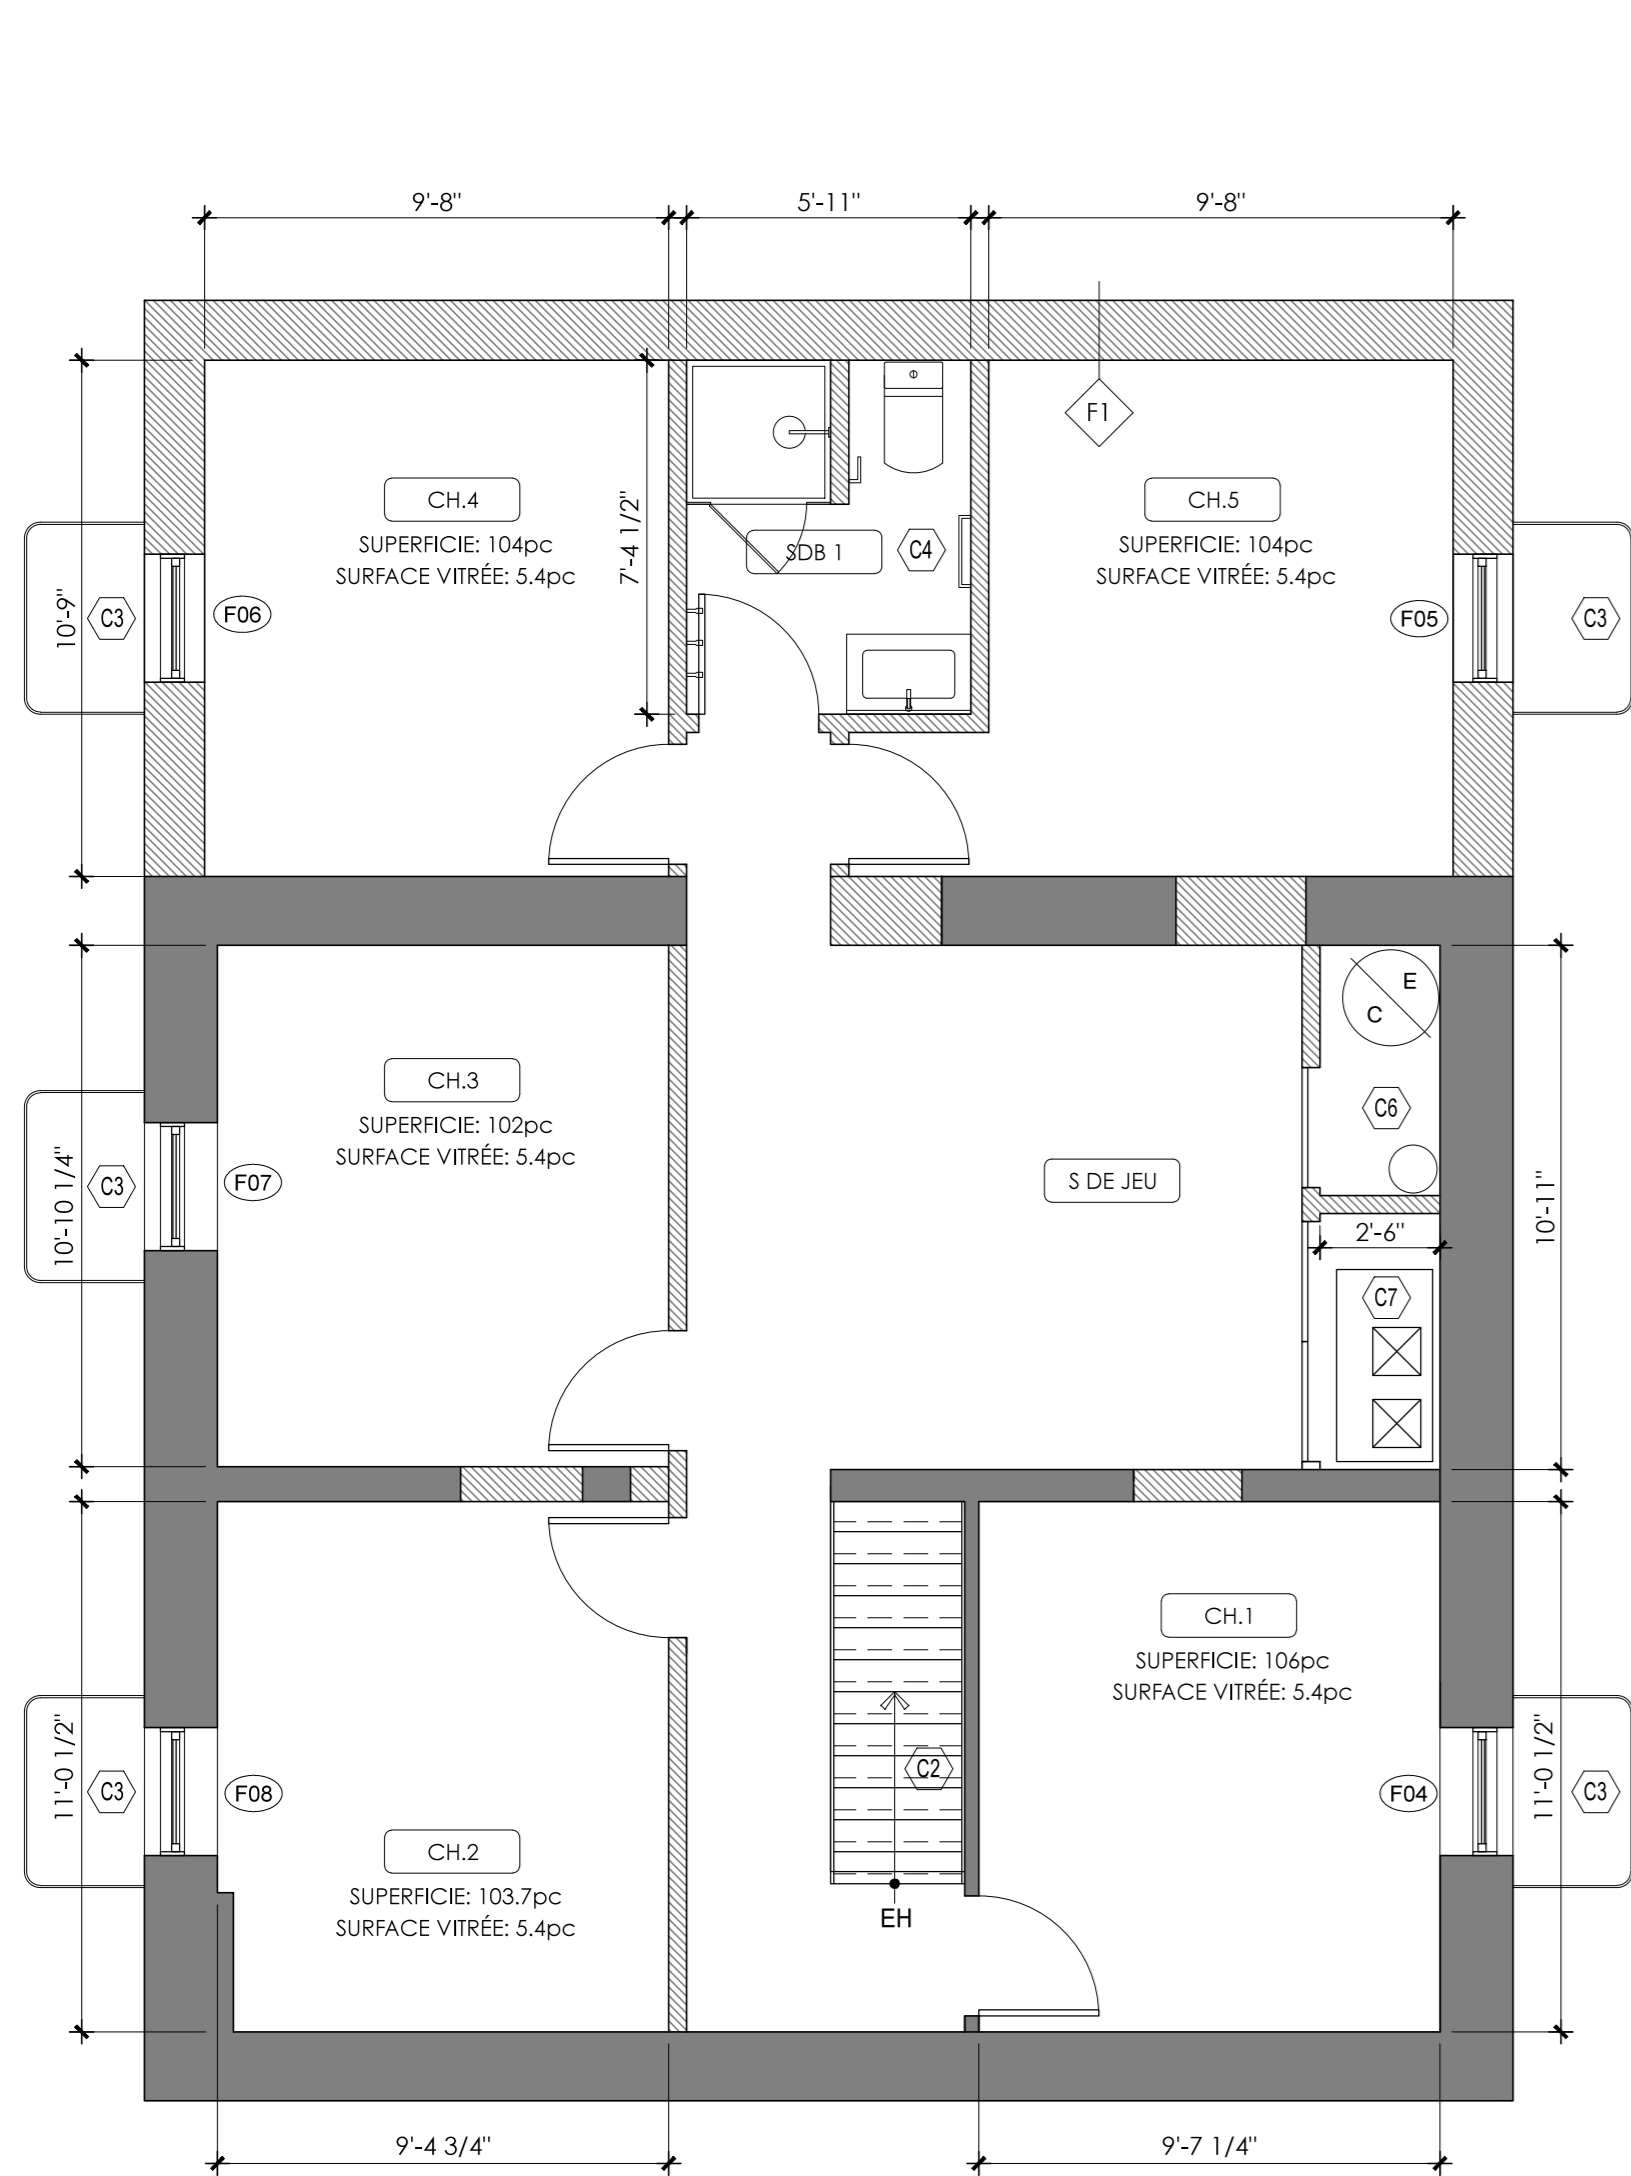 9'-8"
5'-11"
9'-8"
F1
CH.4
SUPERFICIE: 104pc
SURFACE VITRÉE: 5.4pc
7'-4 1/2"
SDB 1
C4
CH.5
SUPERFICIE: 104pc
SURFACE VITRÉE: 5.4pc
10'-9"
C3
F06
F05
C3
E
C
CH.3
SUPERFICIE: 102pc
SURFACE VITRÉE: 5.4pc
C6
10'-10 1/4"
C3
F07
S DE JEU
10'-11"
2'-6"
C7
CH.1
SUPERFICIE: 106pc
SURFACE VITRÉE: 5.4pc
11'-0 1/2"
C3
F08
C2
F04
11'-0 1/2"
C3
CH.2
SUPERFICIE: 103.7pc
SURFACE VITRÉE: 5.4pc
EH
9'-4 3/4"
9'-7 1/4"